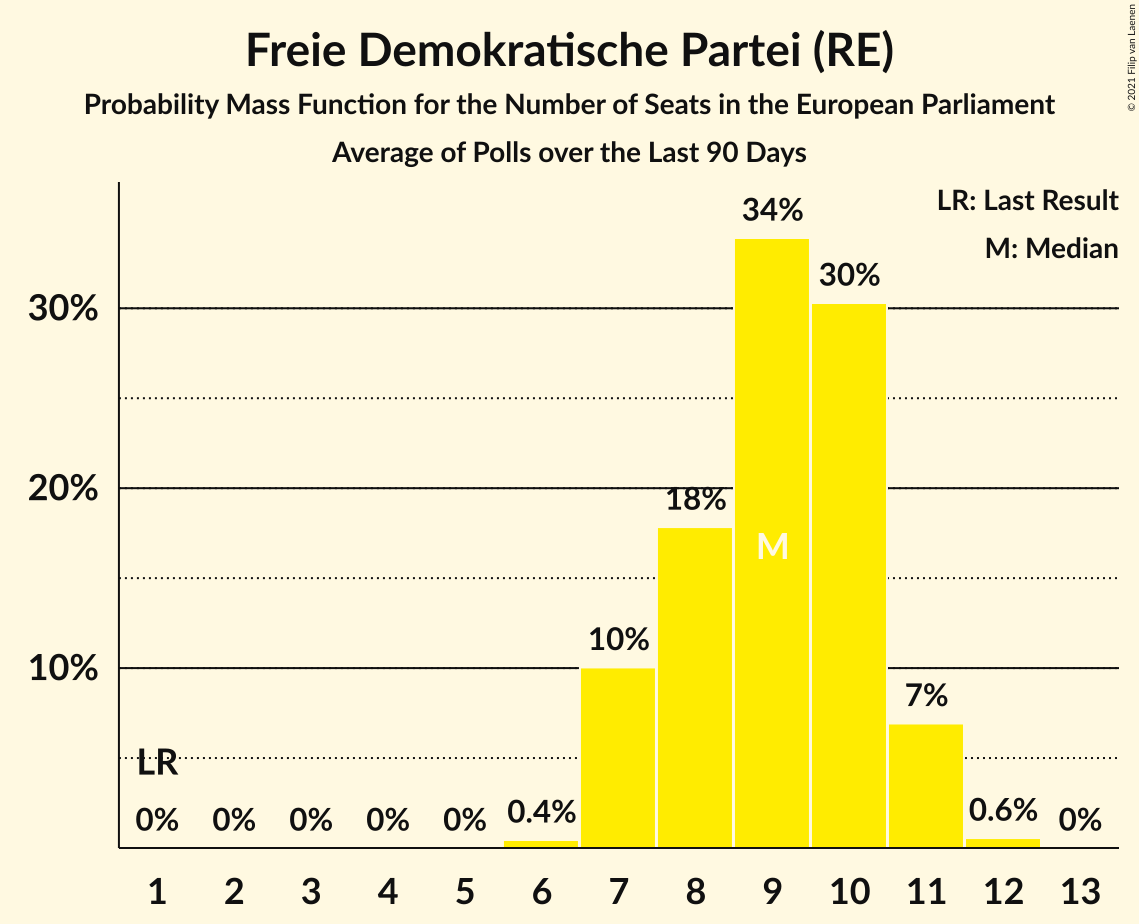 Freie Demokratische Partei (RE)
Probability Mass Function for the Number of Seats in the European Parliament
Average of Polls over the Last 90 Days
© 2021 Filip van Laenen
LR: Last Result
M: Median
34%
30%
30%
20%
18%
M
10%
10%
7%
LR
0%
0%
0%
0%
0%
0.4%
0.6%
0%
1 2 3 4 5 6 7 8 9 10 11 12 13